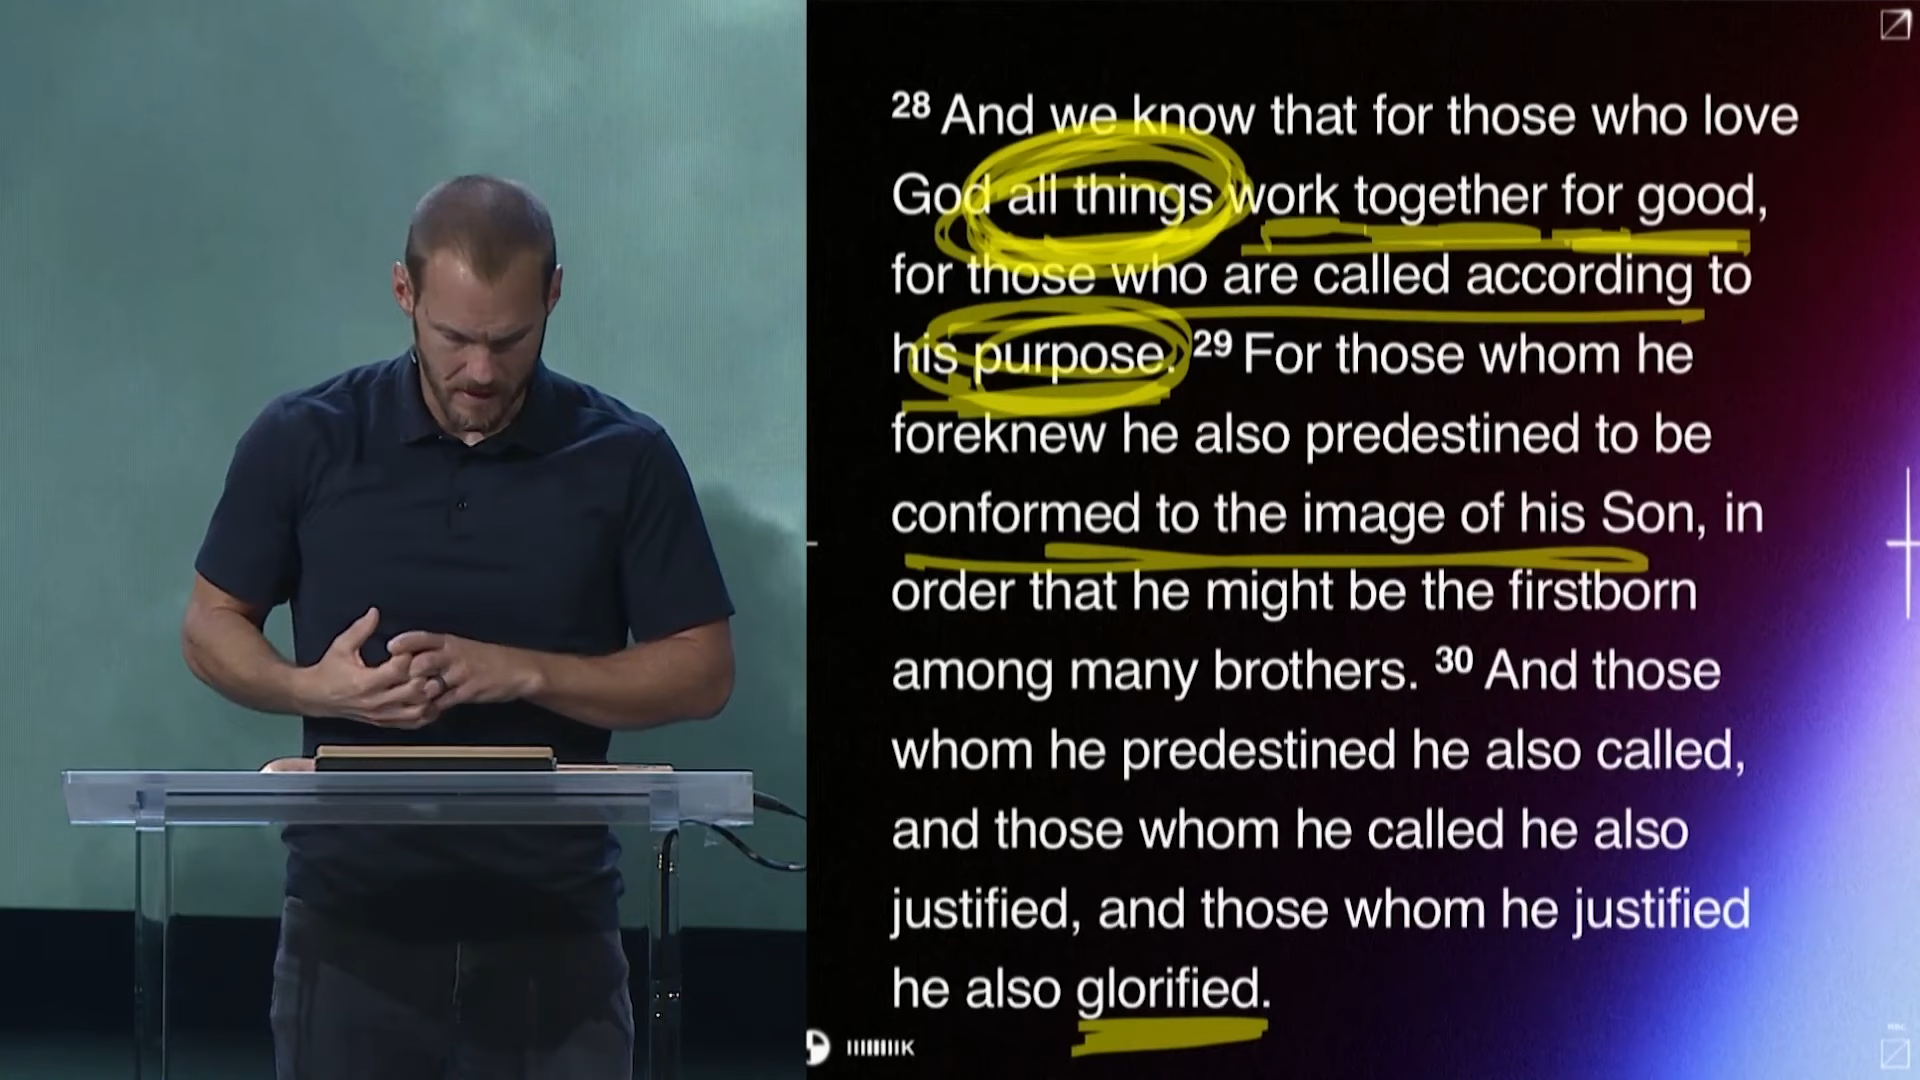 28 And we know that for those who love
God all things work together for good,
for those who are called according to
his purpose. 29 For those whom he
foreknew he also predestined to be
conformed to the image of his Son, in
order that he might be the firstborn
among many brothers. 30 And those
whom he predestined he also called,
and those whom he called he also
justified, and those whom he justified
he also glorified.